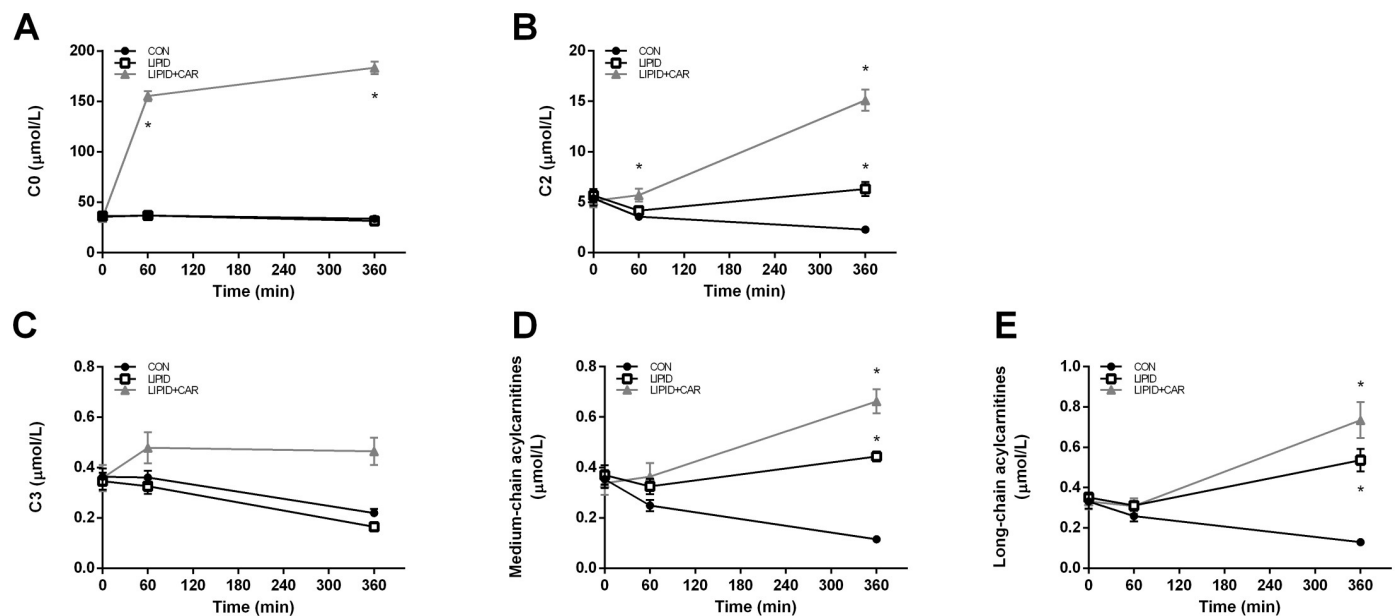 A
CON
LIPID
LIPID+CAR
C0 (μmol/L)
200
150
100
50
0
*
*
0 60 120 180 240 300 360
Time (min)
B
CON
LIPID
LIPID+CAR
C2 (μmol/L)
20
15
10
5
0
*
*
*
0 60 120 180 240 300 360
Time (min)
C
CON
LIPID
LIPID+CAR
C3 (μmol/L)
0.8
0.6
0.4
0.2
0.0
0 60 120 180 240 300 360
Time (min)
D
CON
LIPID
LIPID+CAR
Medium-chain acylcarnitines
(μmol/L)
0.8
0.6
0.4
0.2
0.0
*
*
0 60 120 180 240 300 360
Time (min)
E
CON
LIPID
LIPID+CAR
Long-chain acylcarnitines
(μmol/L)
1.0
0.8
0.6
0.4
0.2
0.0
*
*
0 60 120 180 240 300 360
Time (min)